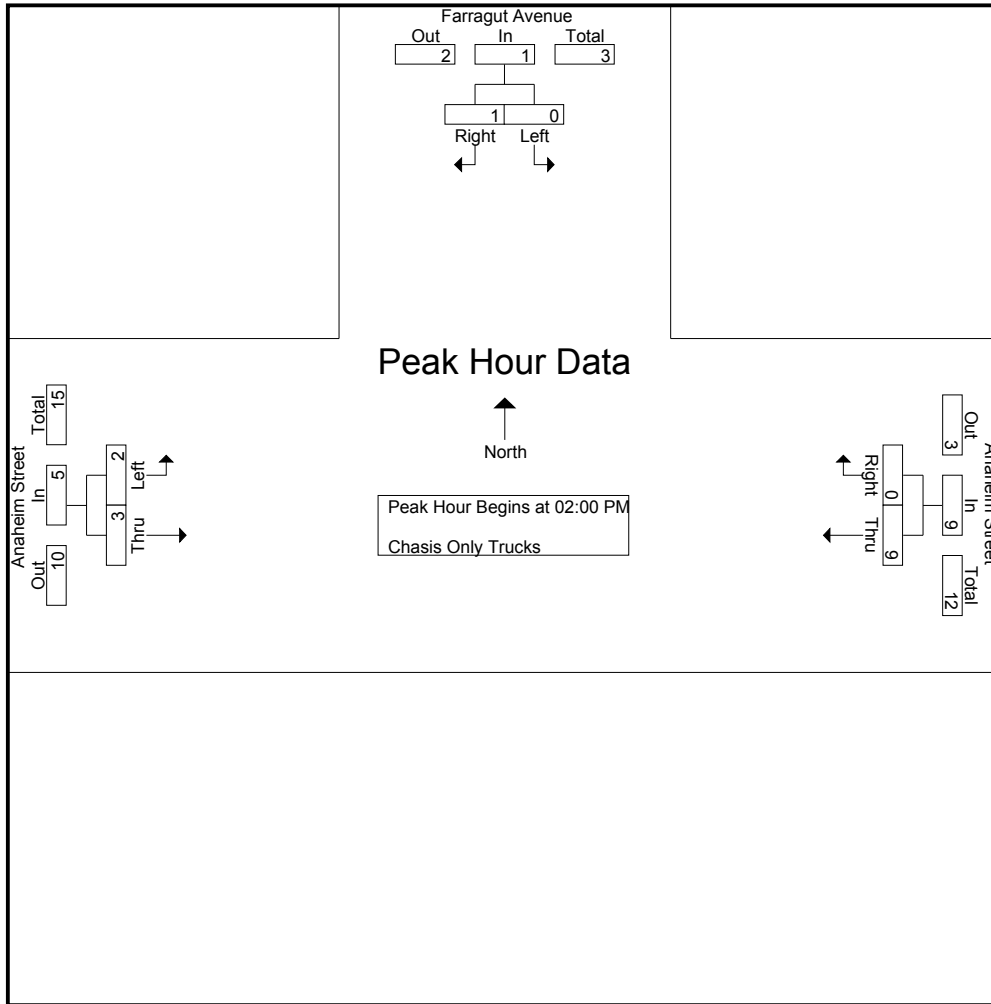 Farragut Avenue
Out In Total
2 1 3
1 0
Right Left
Peak Hour Data
North
Peak Hour Begins at 02:00 PM
Chasis Only Trucks
Anaheim Street
Out In Total
10 5 15
3 2
Thru Left
Anaheim Street
Out In Total
3 9 12
0 9
Right Thru